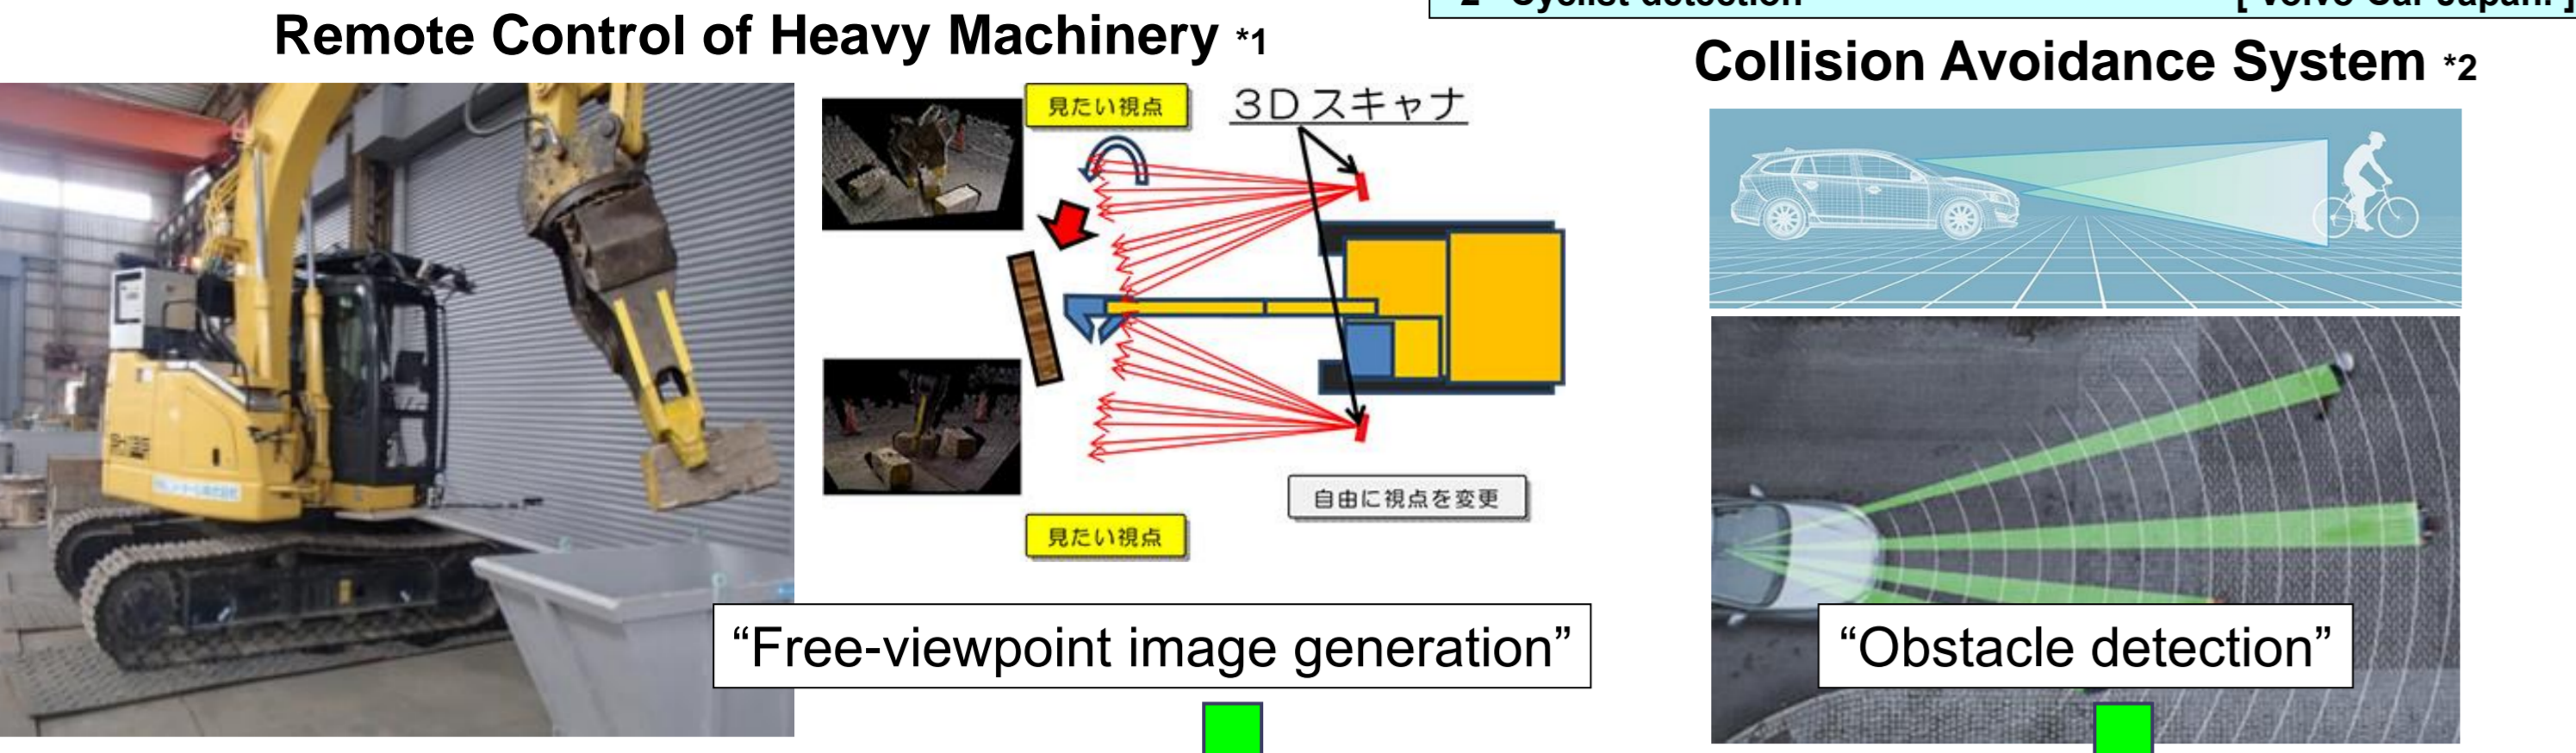 Remote Control of Heavy Machinery *1
Collision Avoidance System *2
見たい視点
3Dスキャナ
自由に視点を変更
見たい視点
“Free-viewpoint image generation”
“Obstacle detection”